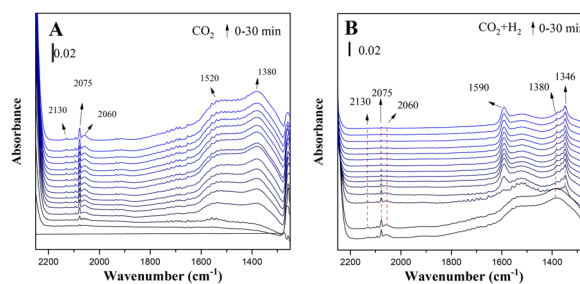 A
CO₂ 0-30 min
0.02
2130
2075
2060
1520
1380
Absorbance
2200 2000 1800 1600 1400
Wavenumber (cm⁻¹)
B
CO₂+H₂ 0-30 min
0.02
2130
2075
2060
1590
1380
1346
Absorbance
2200 2000 1800 1600 1400
Wavenumber (cm⁻¹)